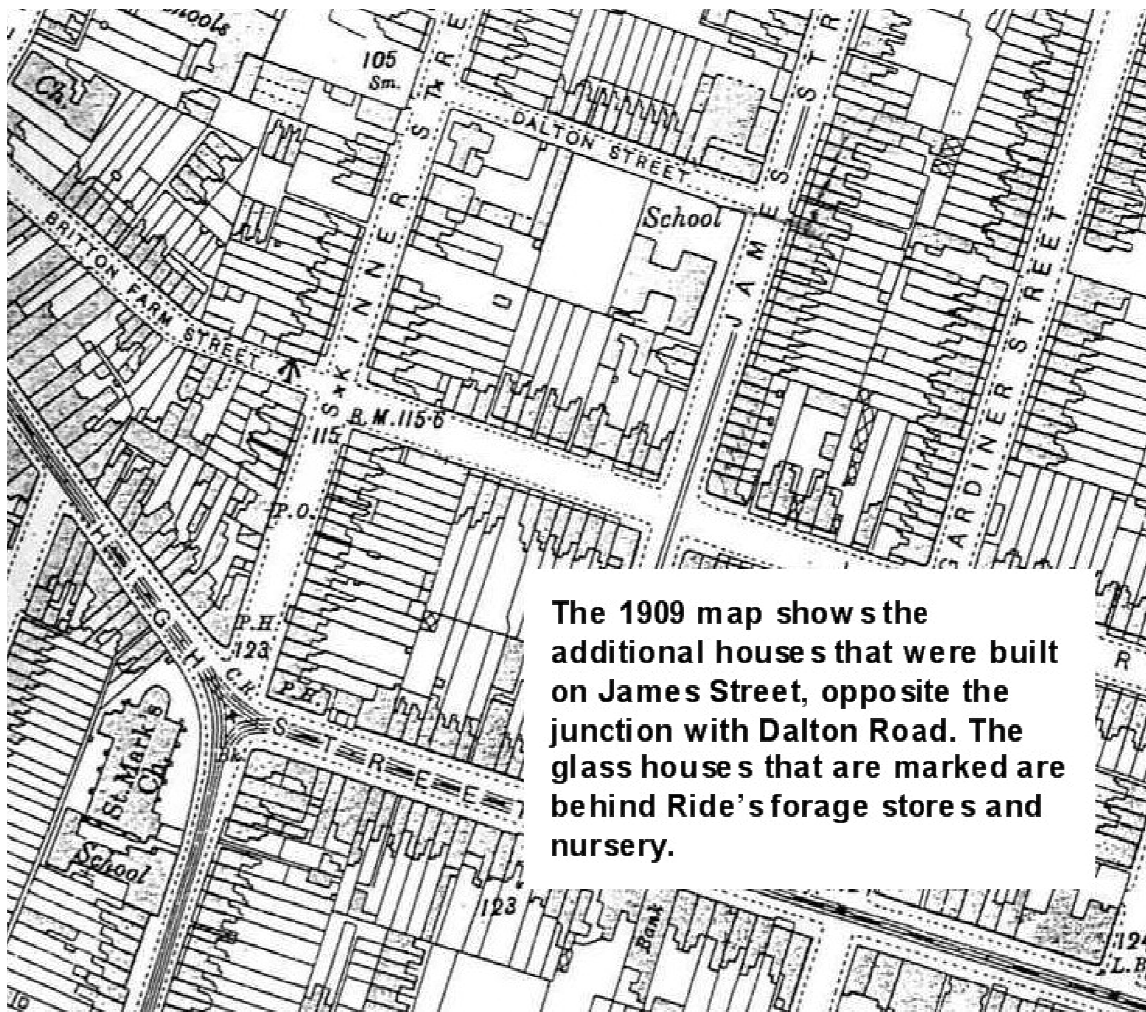 Schools
Ch.
105
Sm.
DALTON STREET
School
BRITTON FARM STREET
SKINNER STRE
JAMES STR
GARDINER STREET
B.M.115·6
115
P.O.
P.H.
123
C.R.
P.H.
HIGH STREET
St. Mark's
Ch.
School
Bk.
123
Bank
R
L.B
The 1909 map shows the
additional houses that were built
on James Street, opposite the
junction with Dalton Road. The
glass houses that are marked are
behind Ride's forage stores and
nursery.